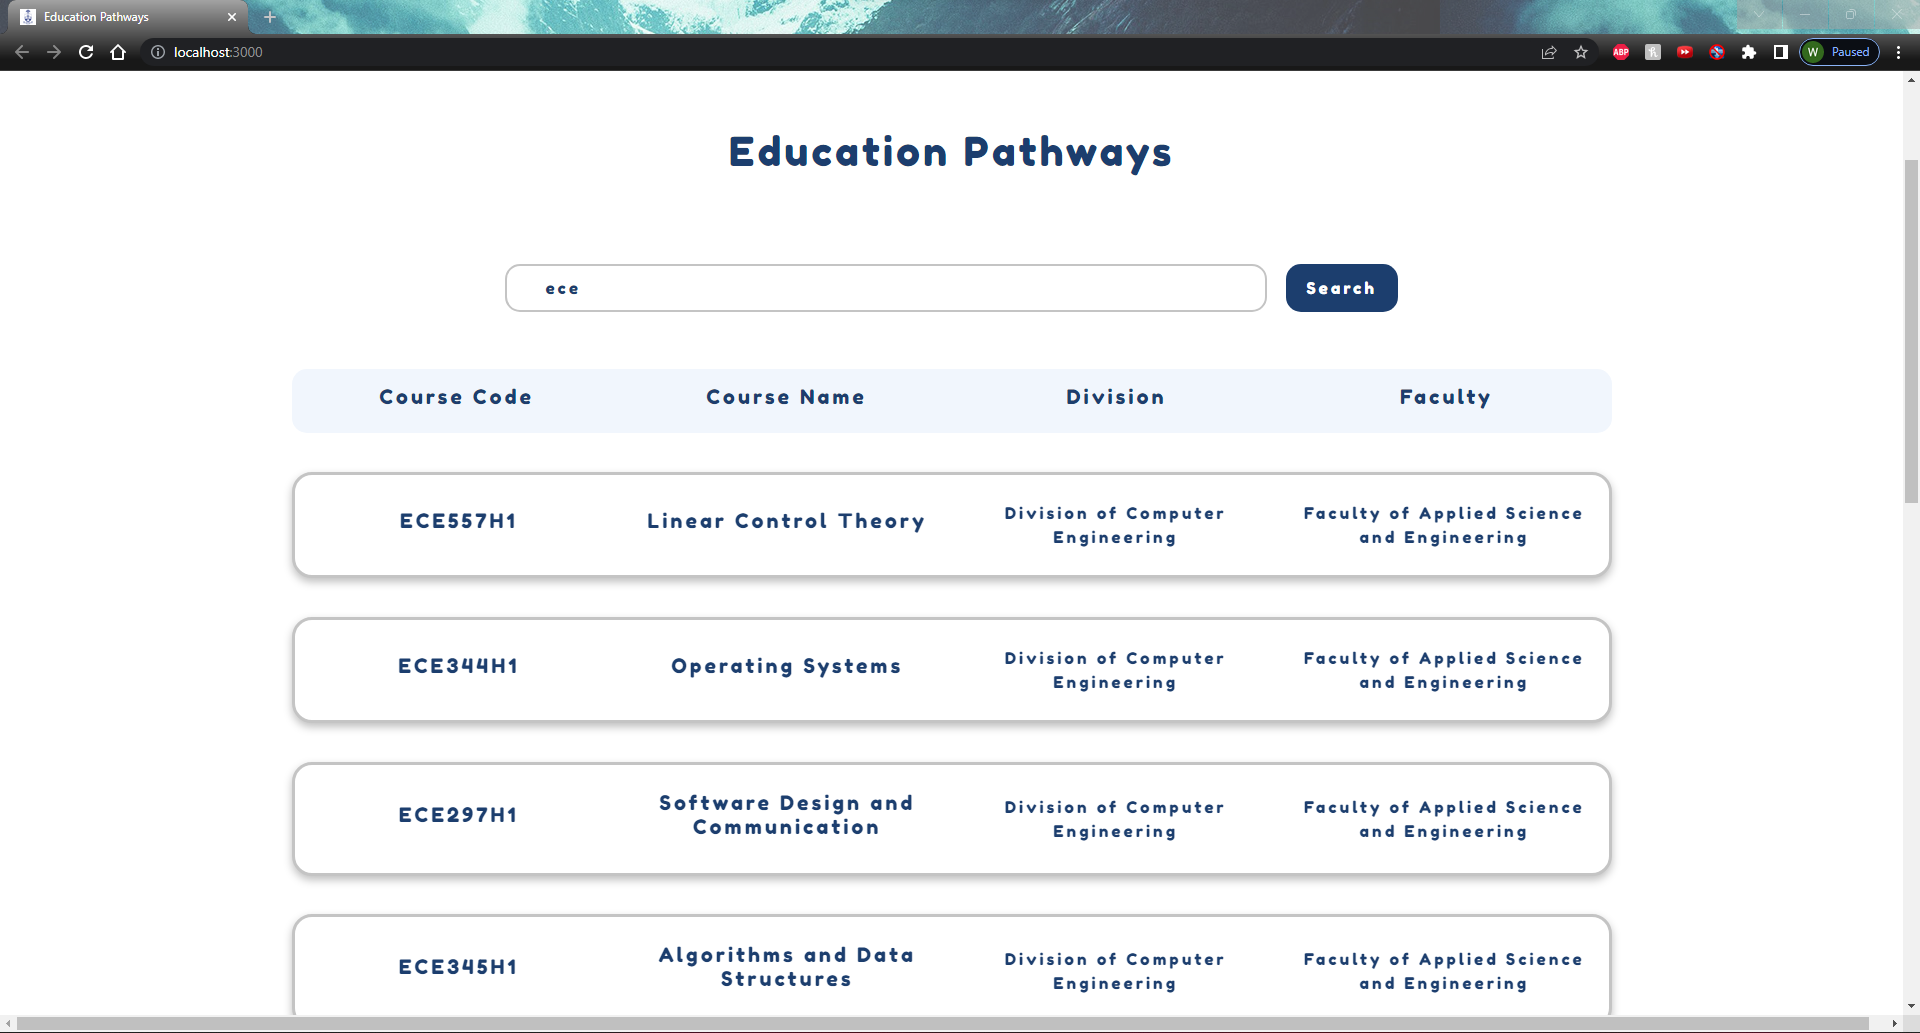 Education Pathways
localhost:3000
ABP
W Paused
Education Pathways
ece
Search
Course Code Course Name Division Faculty
ECE557H1 Linear Control Theory Division of Computer Engineering Faculty of Applied Science and Engineering
ECE344H1 Operating Systems Division of Computer Engineering Faculty of Applied Science and Engineering
ECE297H1 Software Design and Communication Division of Computer Engineering Faculty of Applied Science and Engineering
ECE345H1 Algorithms and Data Structures Division of Computer Engineering Faculty of Applied Science and Engineering